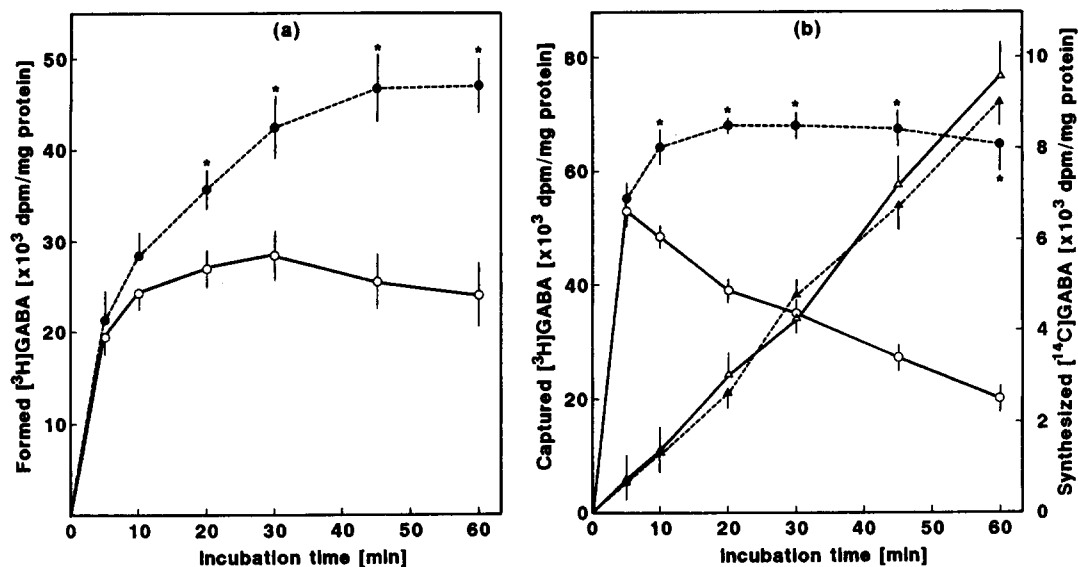 (a)
Formed [³H]GABA [x10³ dpm/mg protein]
50
40
30
20
10
0 10 20 30 40 50 60
Incubation time [min]
* * * *
(b)
Captured [³H]GABA [x10³ dpm/mg protein]
80
60
40
20
0
0 10 20 30 40 50 60
Incubation time [min]
* * * * *
Synthesized [¹⁴C]GABA [x10³ dpm/mg protein]
10
8
6
4
2
0